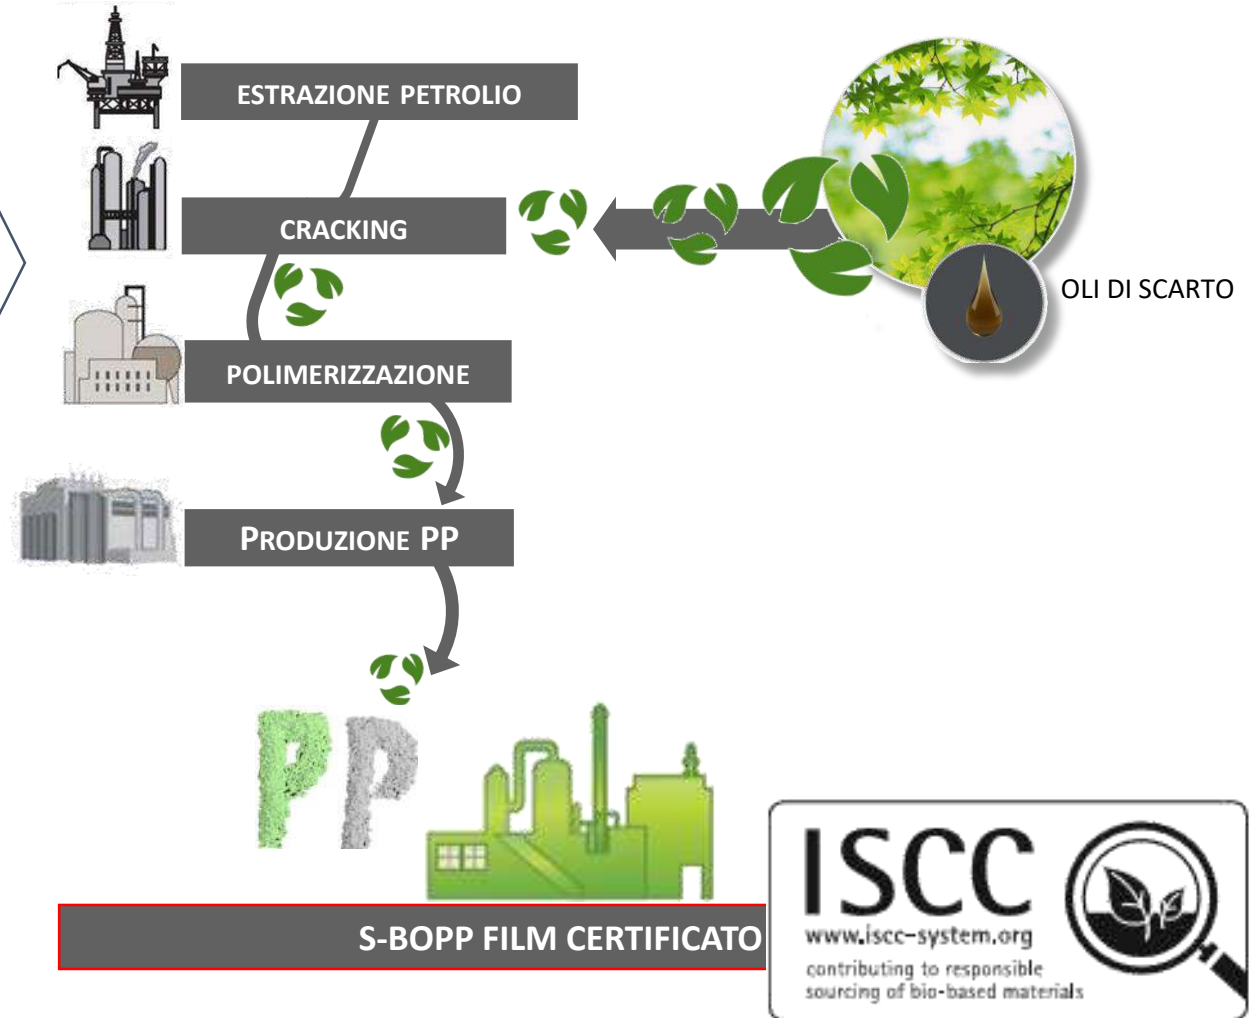 ESTRAZIONE PETROLIO
CRACKING
OLI DI SCARTO
POLIMERIZZAZIONE
PRODUZIONE PP
PP
S-BOPP FILM CERTIFICATO
ISCC
www.iscc-system.org
contributing to responsible
sourcing of bio-based materials